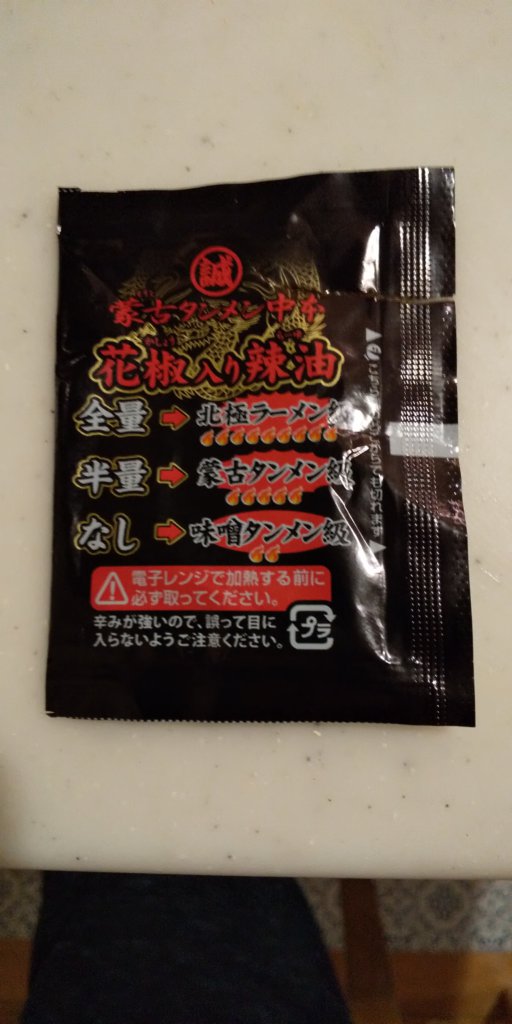 誠
蒙古タンメン中本
花椒入り辣油
全量 北極ラーメン級
半量 蒙古タンメン級
なし 味噌タンメン級
電子レンジで加熱する前に
必ず取ってください。
辛みが強いので、誤って目に
入らないようご注意ください。
プラ